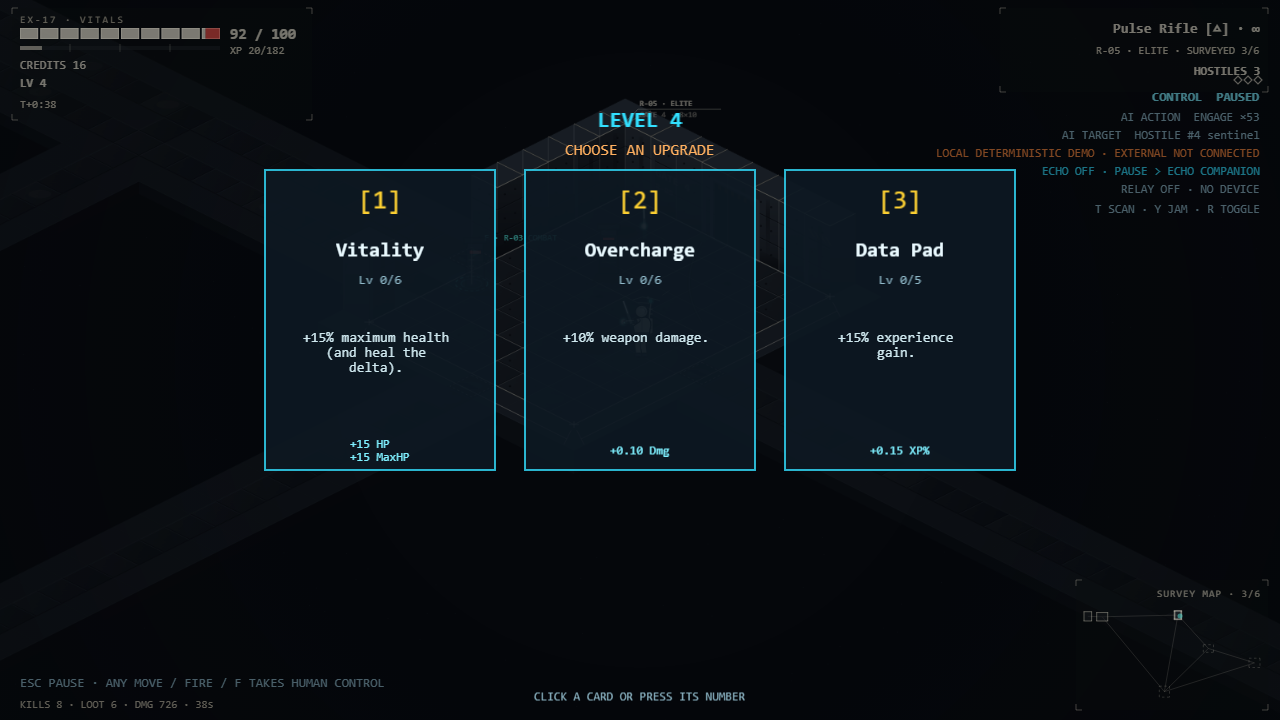 EX-17 · VITALS
92 / 100
XP 20/182
CREDITS 16
LV 4
T+0:38
Pulse Rifle [△] · ∞
R-05 · ELITE · SURVEYED 3/6
HOSTILES 3
◇◇◇
CONTROL PAUSED
AI ACTION ENGAGE ×53
AI TARGET HOSTILE #4 sentinel
LOCAL DETERMINISTIC DEMO · EXTERNAL NOT CONNECTED
ECHO OFF · PAUSE > ECHO COMPANION
RELAY OFF · NO DEVICE
T SCAN · Y JAM · R TOGGLE
R-05 · ELITE
LEVEL 4
CHOOSE AN UPGRADE
[1]
Vitality
Lv 0/6
+15% maximum health
(and heal the
delta).
+15 HP
+15 MaxHP
[2]
Overcharge
Lv 0/6
+10% weapon damage.
+0.10 Dmg
[3]
Data Pad
Lv 0/5
+15% experience
gain.
+0.15 XP%
SURVEY MAP · 3/6
ESC PAUSE · ANY MOVE / FIRE / F TAKES HUMAN CONTROL
KILLS 8 · LOOT 6 · DMG 726 · 38s
CLICK A CARD OR PRESS ITS NUMBER